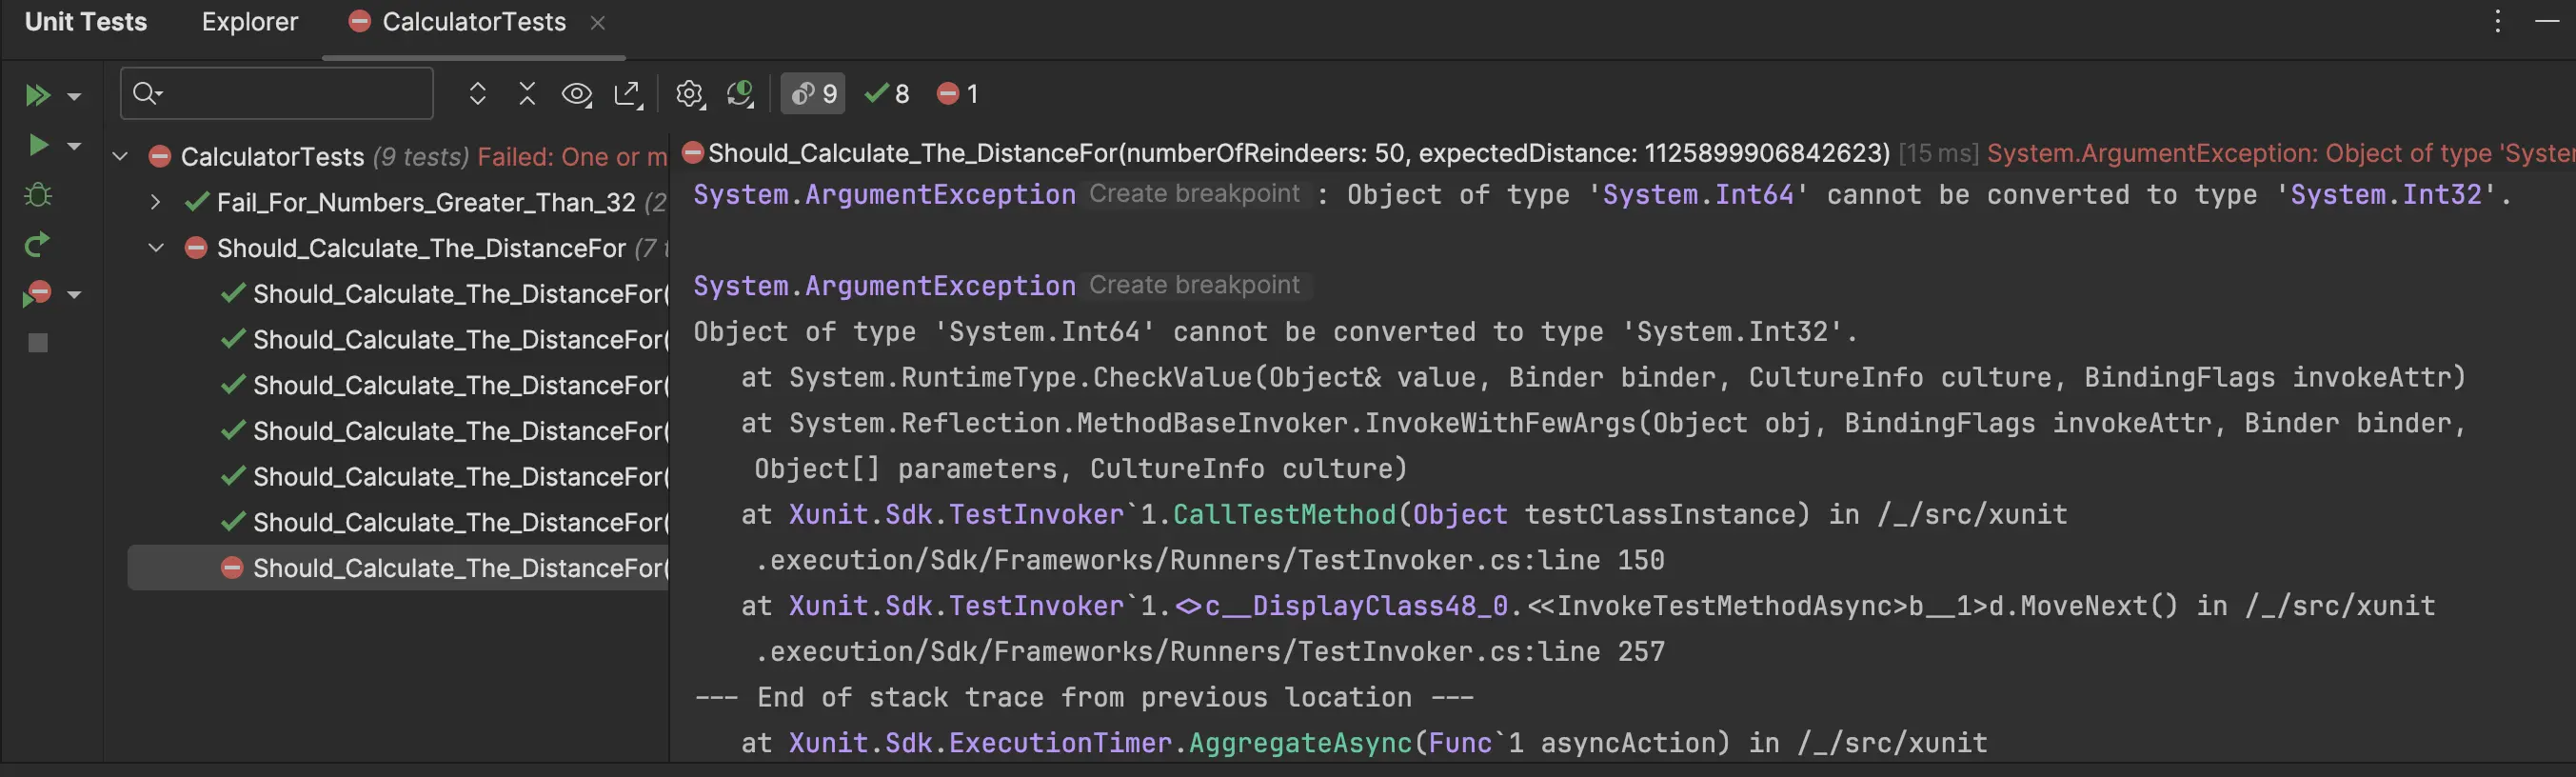 Unit Tests Explorer CalculatorTests
9 8 1
CalculatorTests (9 tests) Failed: One or m
Fail_For_Numbers_Greater_Than_32 (2
Should_Calculate_The_DistanceFor (7 t
Should_Calculate_The_DistanceFor(
Should_Calculate_The_DistanceFor(
Should_Calculate_The_DistanceFor(
Should_Calculate_The_DistanceFor(
Should_Calculate_The_DistanceFor(
Should_Calculate_The_DistanceFor(
Should_Calculate_The_DistanceFor(
Should_Calculate_The_DistanceFor(numberOfReindeers: 50, expectedDistance: 1125899906842623) [15 ms] System.ArgumentException: Object of type 'System
System.ArgumentException Create breakpoint : Object of type 'System.Int64' cannot be converted to type 'System.Int32'.
System.ArgumentException Create breakpoint
Object of type 'System.Int64' cannot be converted to type 'System.Int32'.
at System.RuntimeType.CheckValue(Object& value, Binder binder, CultureInfo culture, BindingFlags invokeAttr)
at System.Reflection.MethodBaseInvoker.InvokeWithFewArgs(Object obj, BindingFlags invokeAttr, Binder binder,
Object[] parameters, CultureInfo culture)
at Xunit.Sdk.TestInvoker`1.CallTestMethod(Object testClassInstance) in /_/src/xunit
.execution/Sdk/Frameworks/Runners/TestInvoker.cs:line 150
at Xunit.Sdk.TestInvoker`1.<>c__DisplayClass48_0.<<InvokeTestMethodAsync>b__1>d.MoveNext() in /_/src/xunit
.execution/Sdk/Frameworks/Runners/TestInvoker.cs:line 257
--- End of stack trace from previous location ---
at Xunit.Sdk.ExecutionTimer.AggregateAsync(Func`1 asyncAction) in /_/src/xunit